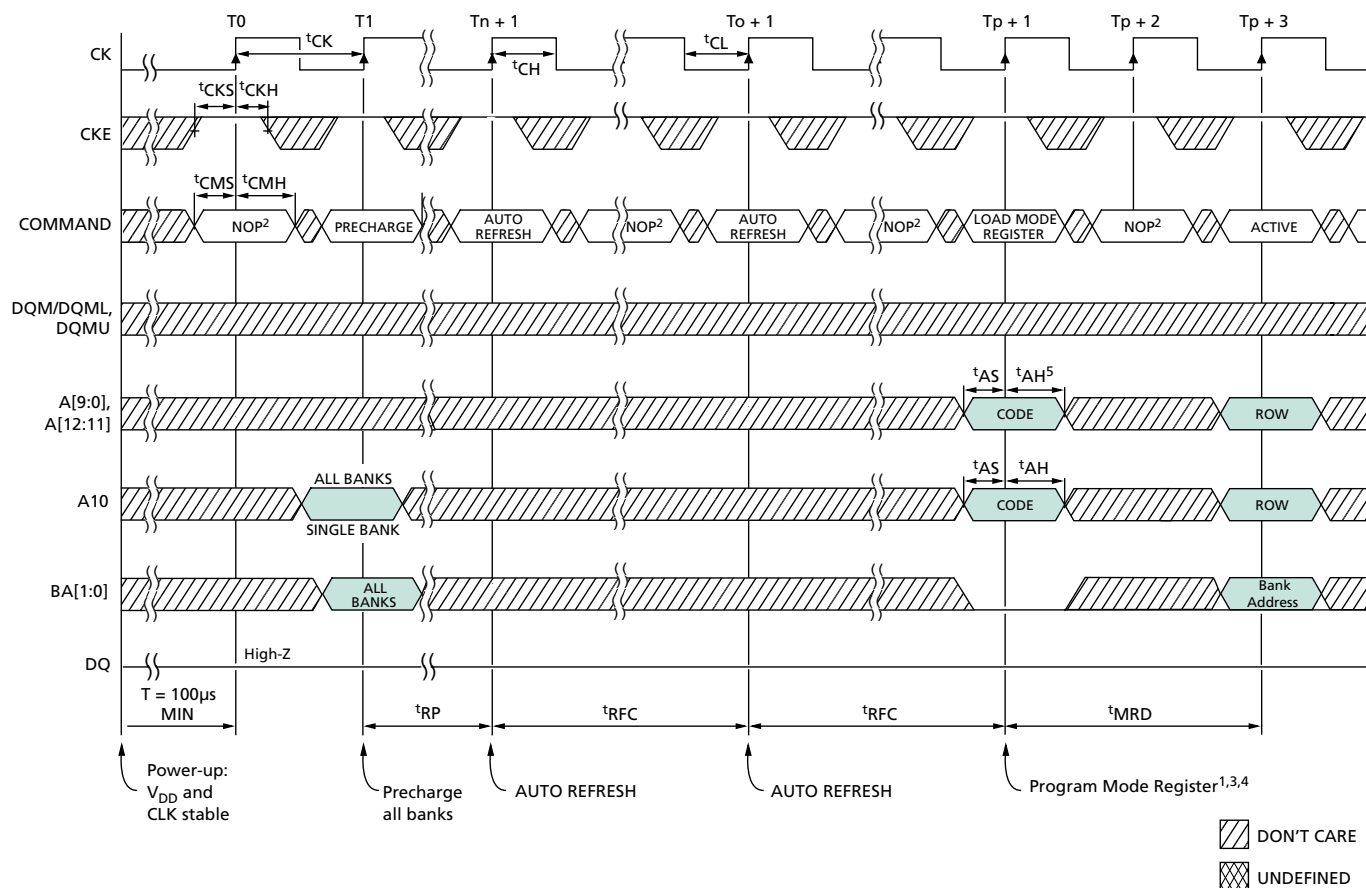 T0 T1 Tn + 1 To + 1 Tp + 1 Tp + 2 Tp + 3
CK
tCK
tCH
tCL
tCKS tCKH
CKE
tCMS tCMH
COMMAND
NOP2
PRECHARGE
AUTO
REFRESH
NOP2
AUTO
REFRESH
NOP2
LOAD MODE
REGISTER
NOP2
ACTIVE
DQM/DQML,
DQMU
tAS tAH5
A[9:0],
A[12:11]
CODE
ROW
tAS tAH
ALL BANKS
A10
CODE
ROW
SINGLE BANK
BA[1:0]
ALL
BANKS
Bank
Address
High-Z
DQ
T = 100µs
MIN
tRP
tRFC
tRFC
tMRD
Power-up:
VDD and
CLK stable
Precharge
all banks
AUTO REFRESH
AUTO REFRESH
Program Mode Register1,3,4
DON'T CARE
UNDEFINED